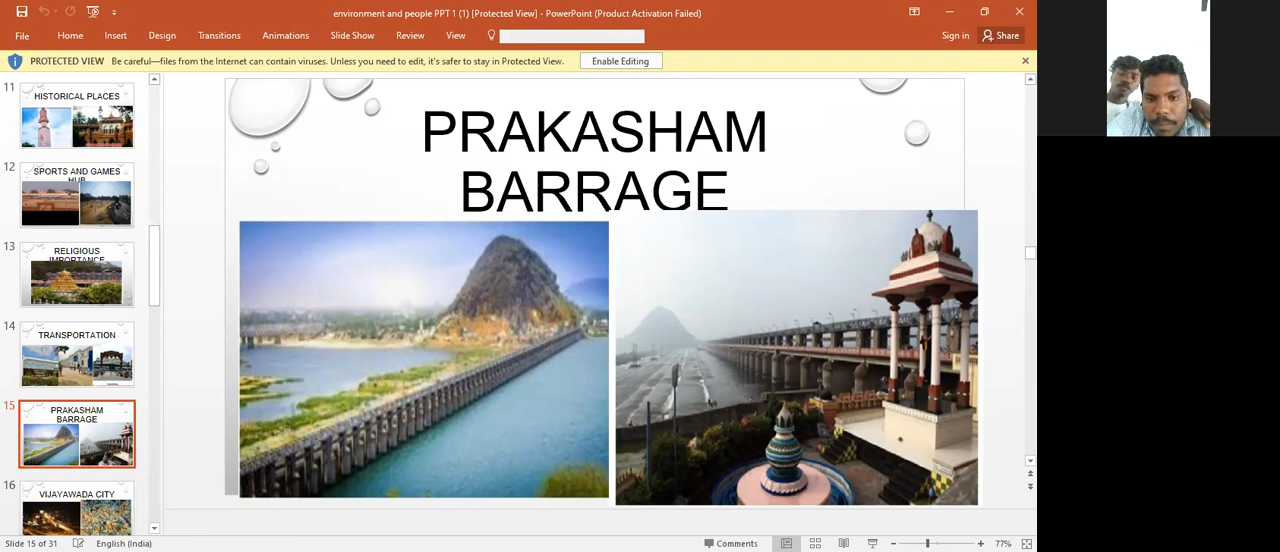 environment and people PPT 1 (1) [Protected View] - PowerPoint (Product Activation Failed)
File Home Insert Design Transitions Animations Slide Show Review View Sign in Share
PROTECTED VIEW Be careful—files from the Internet can contain viruses. Unless you need to edit, it's safer to stay in Protected View. Enable Editing
11
HISTORICAL PLACES
12
SPORTS AND GAMES
HUB
13
RELIGIOUS
IMPORTANCE
14
TRANSPORTATION
15
PRAKASHAM
BARRAGE
16
VIJAYAWADA CITY
PRAKASHAM
BARRAGE
Slide 15 of 31 English (India) Comments 77%